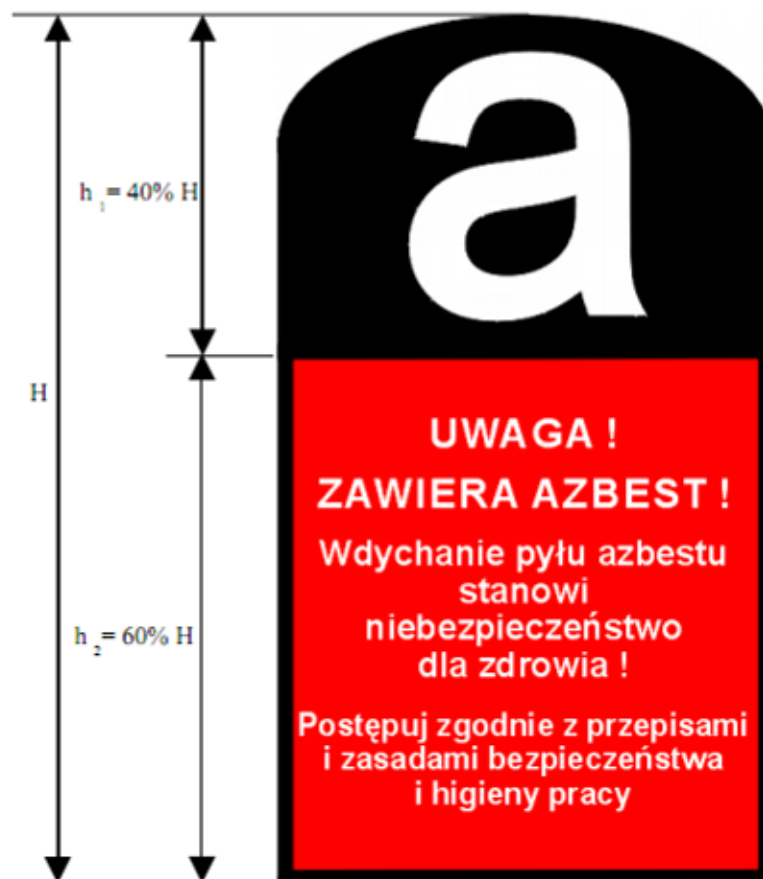 a
h₁= 40% H
H
UWAGA !
ZAWIERA AZBEST !
Wdychanie pyłu azbestu
stanowi
niebezpieczeństwo
dla zdrowia !
h₂= 60% H
Postępuj zgodnie z przepisami
i zasadami bezpieczeństwa
i higieny pracy